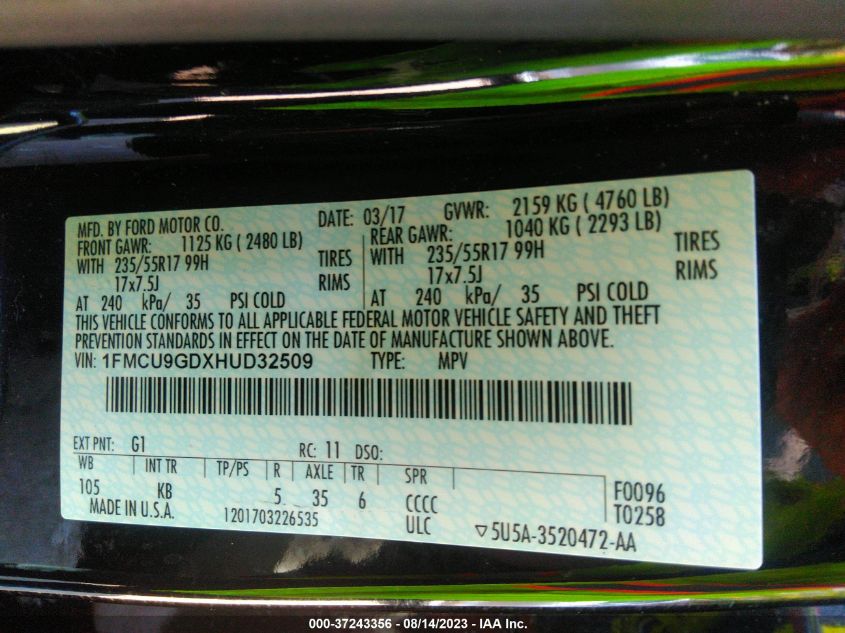 MFD. BY FORD MOTOR CO. DATE: 03/17 GVWR: 2159 KG ( 4760 LB)
FRONT GAWR: 1125 KG ( 2480 LB) REAR GAWR: 1040 KG ( 2293 LB)
WITH 235/55R17 99H TIRES WITH 235/55R17 99H TIRES
17x7.5J RIMS 17x7.5J RIMS
AT 240 kPa/ 35 PSI COLD AT 240 kPa/ 35 PSI COLD
THIS VEHICLE CONFORMS TO ALL APPLICABLE FEDERAL MOTOR VEHICLE SAFETY AND THEFT
PREVENTION STANDARDS IN EFFECT ON THE DATE OF MANUFACTURE SHOWN ABOVE.
VIN: 1FMCU9GDXHUD32509 TYPE: MPV
EXT PNT: G1 RC: 11 DSO:
WB INT TR TP/PS R AXLE TR SPR
105 KB 5 35 6 CCCC F0096
MADE IN U.S.A. 1201703226535 ULC T0258
▽5U5A-3520472-AA
000-37243356 - 08/14/2023 - IAA Inc.